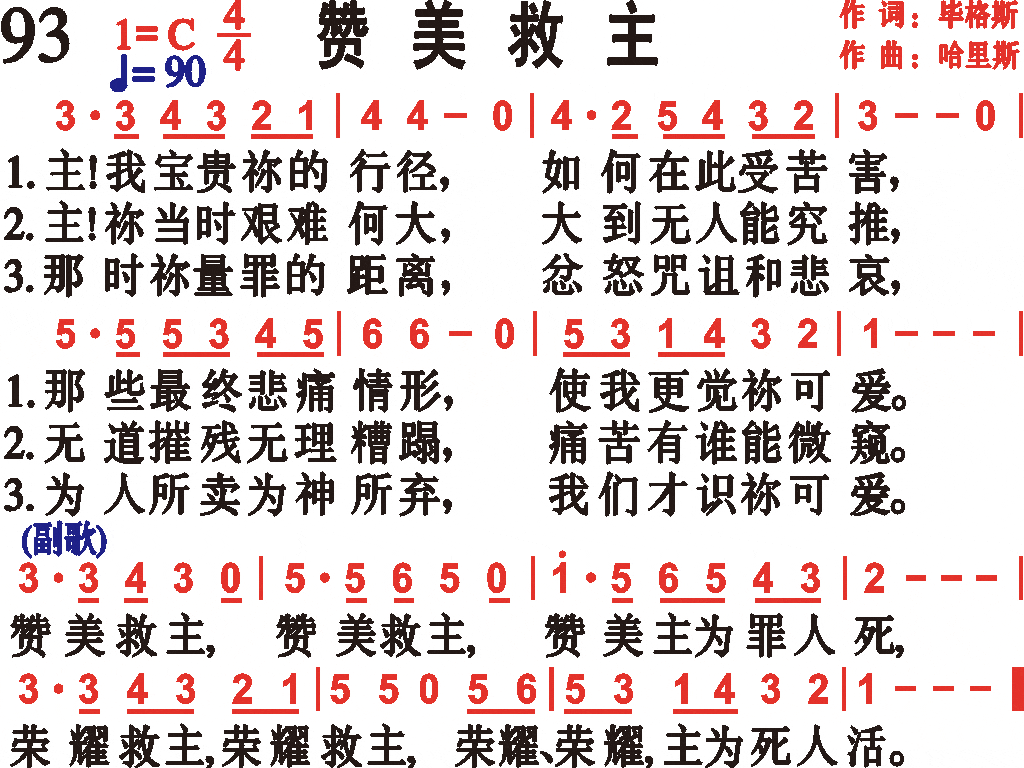 93 1=C 4/4 赞美救主 作词：毕格斯
♩=90 作曲：哈里斯
3·3 4 3 2 1 | 4 4 – 0 | 4·2 5 4 3 2 | 3 – – 0 |
1.主!我宝贵祢的行径，如何在此受苦害，
2.主!祢当时艰难何大，大到无人能究推，
3.那时祢量罪的距离，忿怒咒诅和悲哀，
5·5 5 3 4 5 | 6 6 – 0 | 5 3 1 4 3 2 | 1 – – – |
1.那些最终悲痛情形，使我更觉祢可爱。
2.无道摧残无理糟蹋，痛苦有谁能微窥。
3.为人所卖为神所弃，我们才识祢可爱。
(副歌)
3·3 4 3 0 | 5·5 6 5 0 | i·5 6 5 4 3 | 2 – – – |
赞美救主，赞美救主，赞美主为罪人死，
3·3 4 3 2 1 | 5 5 0 5 6 | 5 3 1 4 3 2 | 1 – – –
荣耀救主，荣耀救主，荣耀、荣耀，主为死人活。